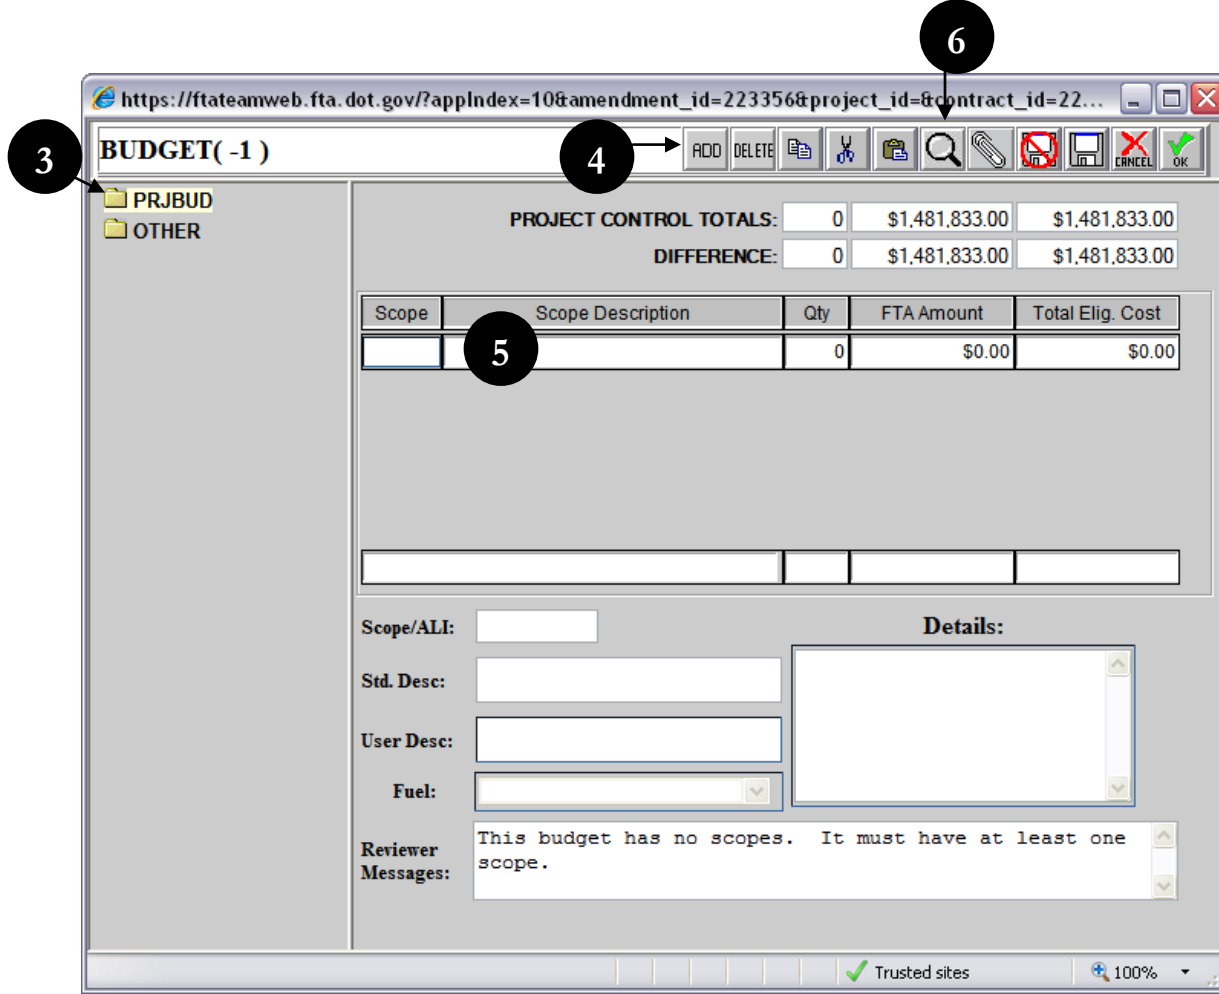 6
https://ftateamweb.fta.dot.gov/?appIndex=10&amendment_id=223356&project_id=&contract_id=22...
3
BUDGET( -1 )
4
ADD DELETE CANCEL OK
PRJBUD
OTHER
PROJECT CONTROL TOTALS: 0 $1,481,833.00 $1,481,833.00
DIFFERENCE: 0 $1,481,833.00 $1,481,833.00
Scope Scope Description Qty FTA Amount Total Elig. Cost
5 0 $0.00 $0.00
Scope/ALI: Details:
Std. Desc:
User Desc:
Fuel:
Reviewer Messages:
This budget has no scopes. It must have at least one
scope.
Trusted sites 100%